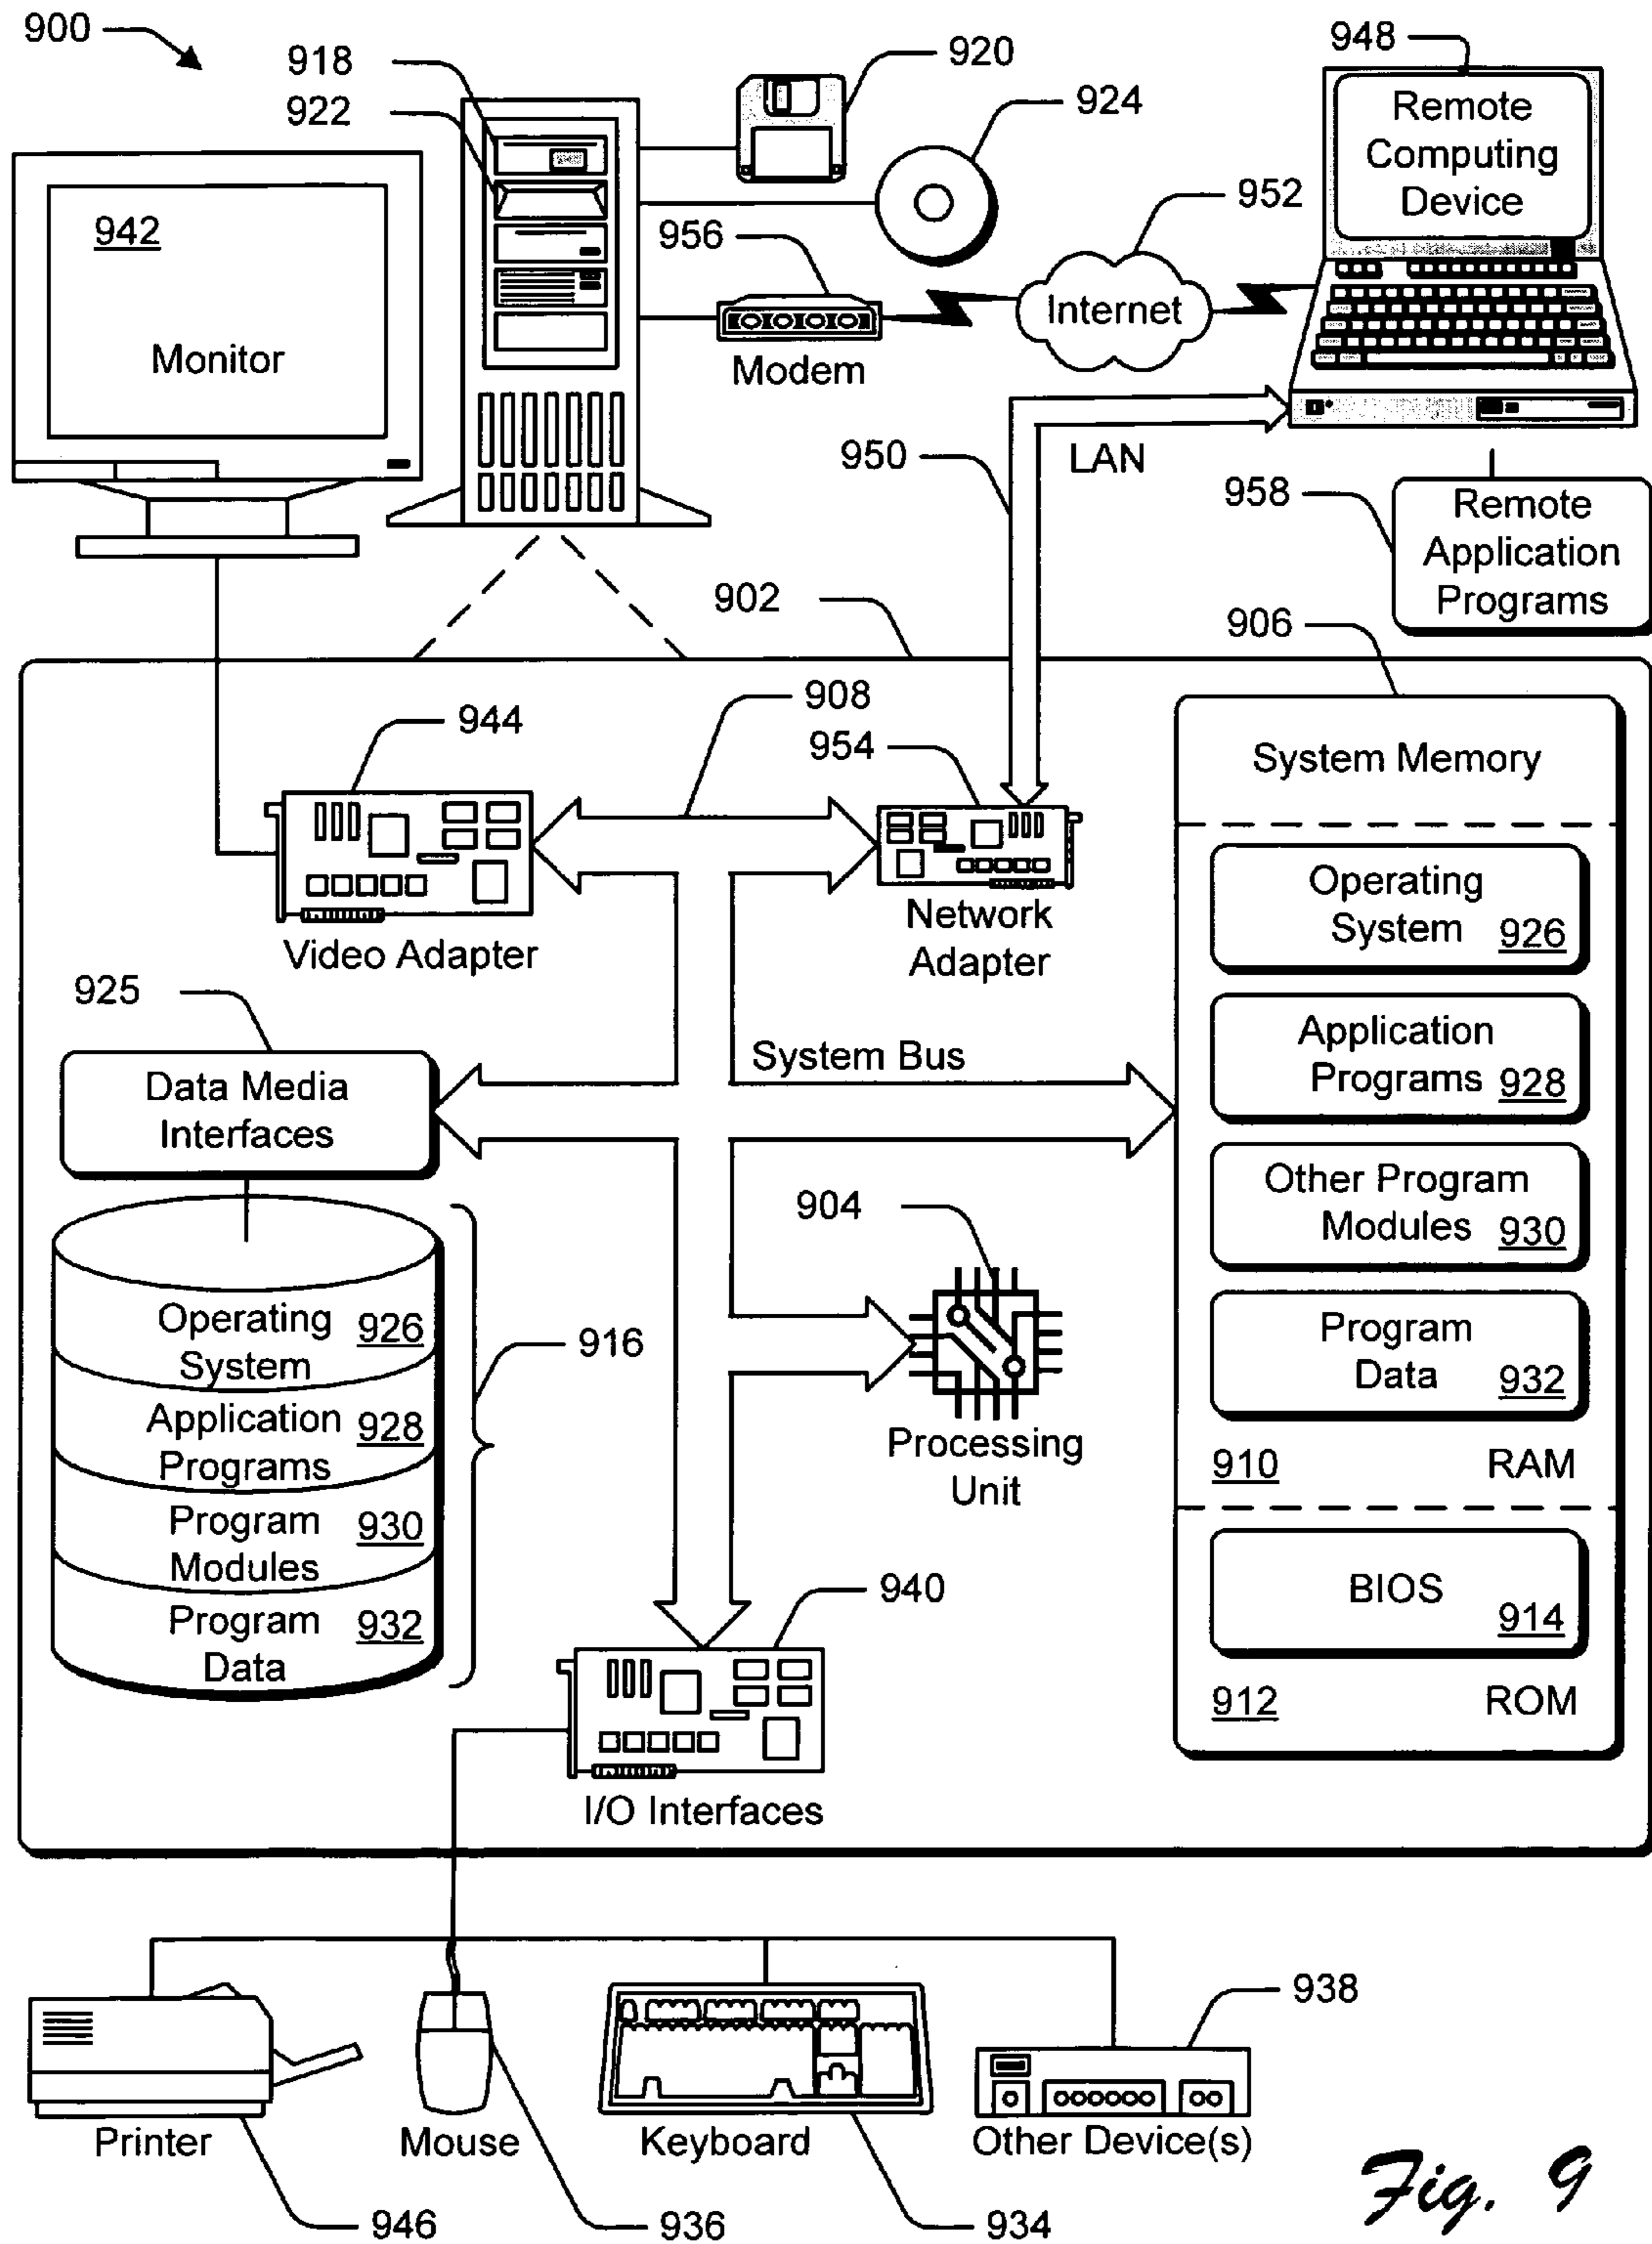 900
918
922
920
924
948
Remote
Computing
Device
942
Monitor
956
Modem
952
Internet
950
LAN
958
Remote
Application
Programs
902
906
908
944
954
Video Adapter
Network
Adapter
System Memory
Operating
System 926
Application
Programs 928
Other Program
Modules 930
Program
Data 932
910 RAM
BIOS
914
912 ROM
925
Data Media
Interfaces
System Bus
904
Processing
Unit
Operating
System 926
Application
Programs 928
Program
Modules 930
Program
Data 932
916
940
I/O Interfaces
938
Printer
Mouse
Keyboard
Other Device(s)
946
936
934
Fig. 9